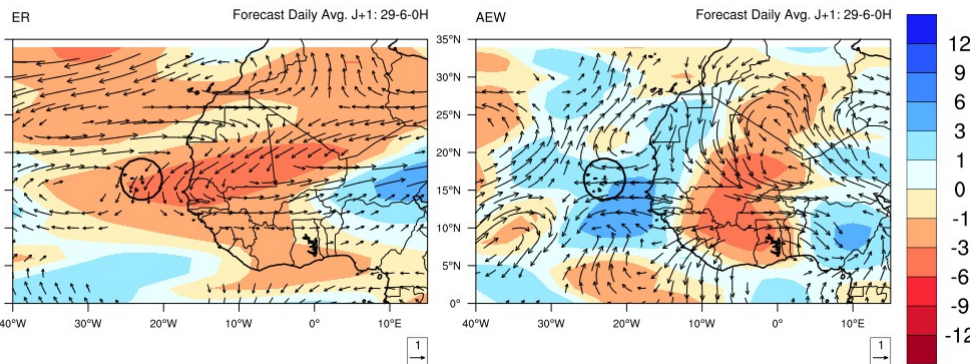 ER
Forecast Daily Avg. J+1: 29-6-0H
AEW
Forecast Daily Avg. J+1: 29-6-0H
35°N
30°N
25°N
20°N
15°N
10°N
5°N
0°
40°W 30°W 20°W 10°W 0° 10°E
40°W 30°W 20°W 10°W 0° 10°E
1
1
12
9
6
3
1
0
-1
-3
-6
-9
-12